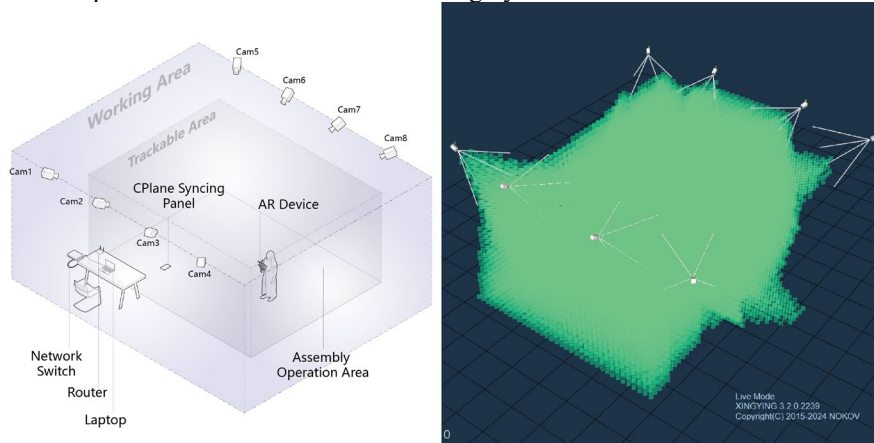 Cam5
Cam6
Working Area
Cam7
Trackable Area
Cam8
Cam1
CPlane Syncing
Panel
AR Device
Cam2
Cam3
Cam4
Network
Switch
Assembly
Operation Area
Router
Laptop
Live Mode
XINGYING 3.2.0.2239
Copyright(C) 2015-2024 NOKOV
0